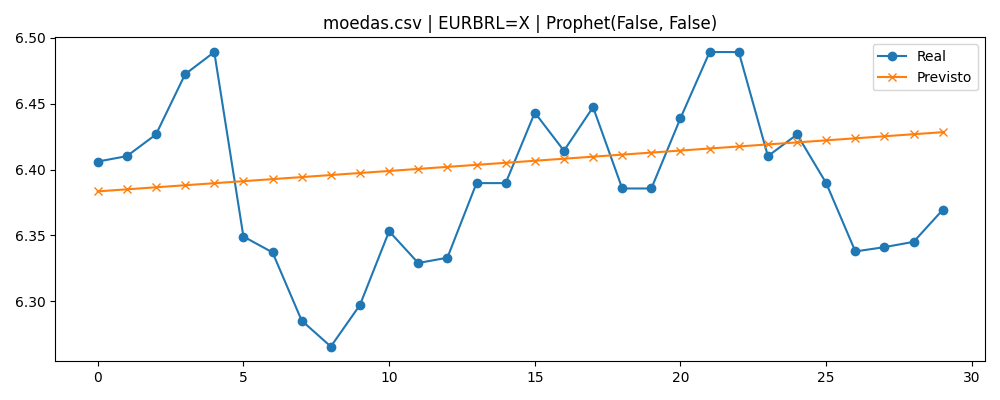 moedas.csv | EURBRL=X | Prophet(False, False)
6.50
6.45
6.40
6.35
6.30
Real
Previsto
0 5 10 15 20 25 30